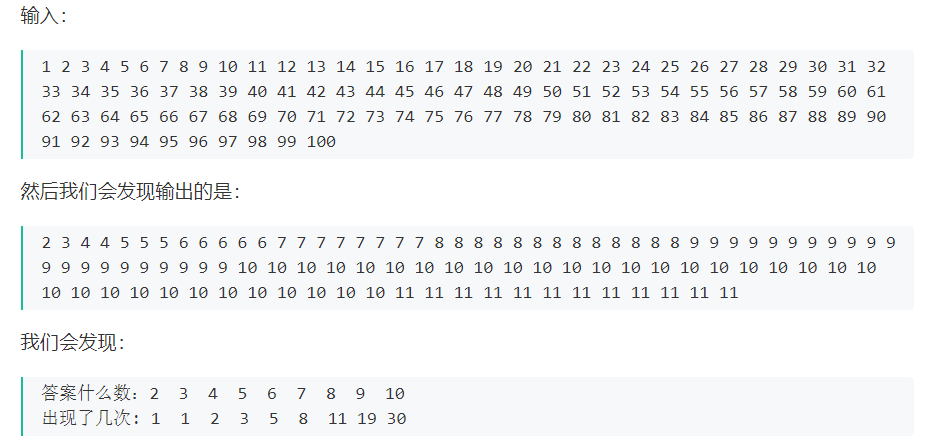 输入：
1 2 3 4 5 6 7 8 9 10 11 12 13 14 15 16 17 18 19 20 21 22 23 24 25 26 27 28 29 30 31 32
33 34 35 36 37 38 39 40 41 42 43 44 45 46 47 48 49 50 51 52 53 54 55 56 57 58 59 60 61
62 63 64 65 66 67 68 69 70 71 72 73 74 75 76 77 78 79 80 81 82 83 84 85 86 87 88 89 90
91 92 93 94 95 96 97 98 99 100
然后我们会发现输出的是：
2 3 4 4 5 5 5 6 6 6 6 6 7 7 7 7 7 7 7 7 8 8 8 8 8 8 8 8 8 8 8 8 8 9 9 9 9 9 9 9 9 9 9 9
9 9 9 9 9 9 9 9 9 9 10 10 10 10 10 10 10 10 10 10 10 10 10 10 10 10 10 10 10 10 10 10
10 10 10 10 10 10 10 10 10 10 10 10 11 11 11 11 11 11 11 11 11 11 11 11
我们会发现：
答案什么数：2 3 4 5 6 7 8 9 10
出现了几次：1 1 2 3 5 8 11 19 30